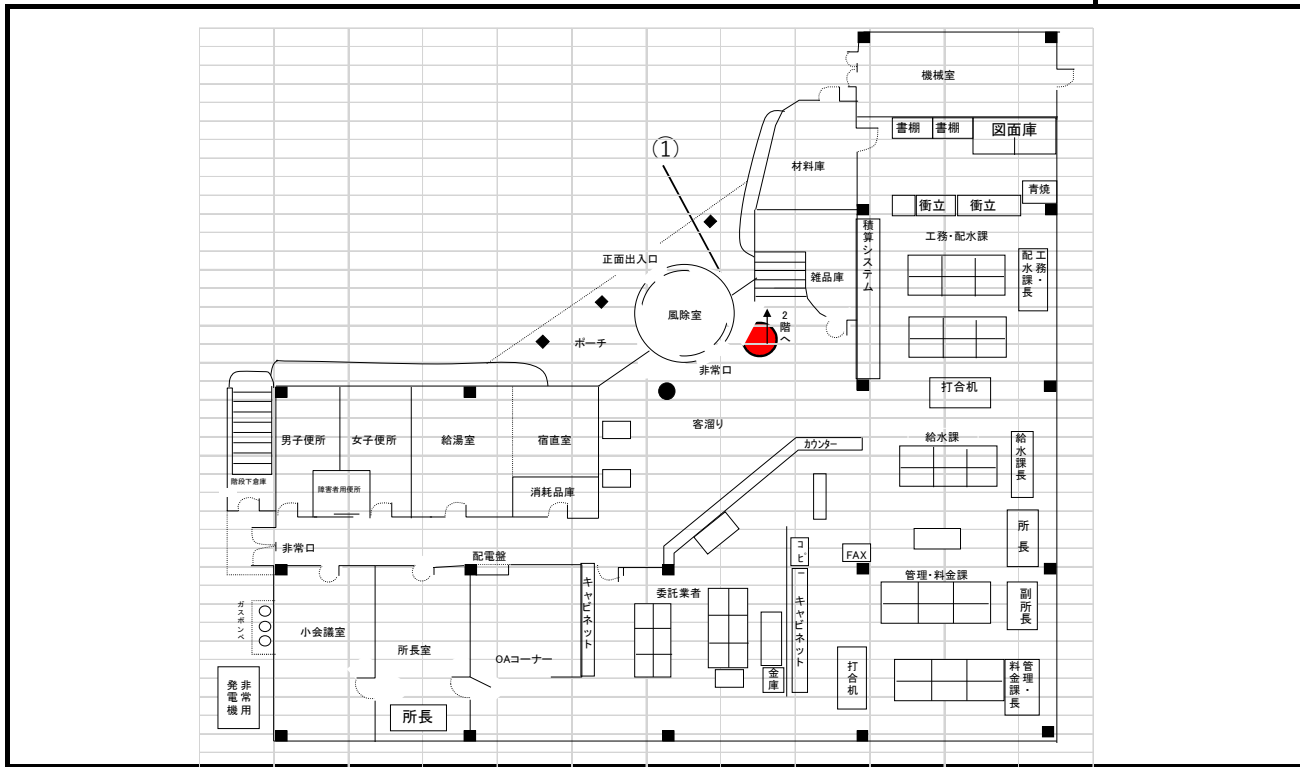 機械室
書棚
書棚
図面庫
①
材料庫
青焼
衝立
衝立
積算システム
工務・配水課
工務・
配水課長
正面出入口
雑品庫
風除室
2階へ
ポーチ
非常口
打合机
客溜り
カウンター
男子便所
女子便所
給湯室
宿直室
給水課
給水課長
階段下倉庫
障害者用便所
消耗品庫
所長
非常口
配電盤
コピー
FAX
管理・料金課
キャビネット
委託業者
キャビネット
副所長
ガスボンベ
小会議室
所長室
OAコーナー
金庫
打合机
管理・
料金課長
非常用
発電機
所長